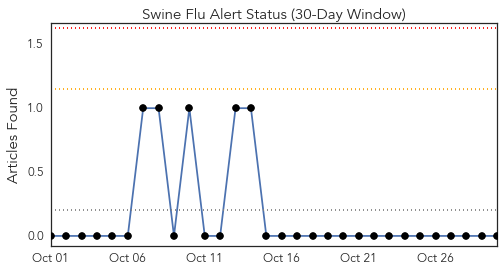 Swine Flu Alert Status (30-Day Window)
1.5
1.0
0.5
0.0
Articles Found
Oct 01 Oct 06 Oct 11 Oct 16 Oct 21 Oct 26